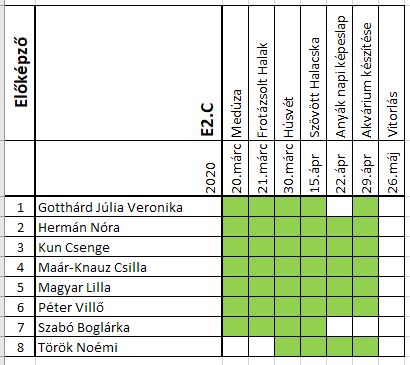 Előképző
E2.C
Medúza
Frotázsolt Halak
Húsvét
Szövött Halacska
Anyák napi képeslap
Akvárium készítése
Vitorlás
2020
20.márc
21.márc
30.márc
15.ápr
22.ápr
29.ápr
26.máj
1 Gotthárd Júlia Veronika
2 Hermán Nóra
3 Kun Csenge
4 Maár-Knauz Csilla
5 Magyar Lilla
6 Péter Villő
7 Szabó Boglárka
8 Török Noémi